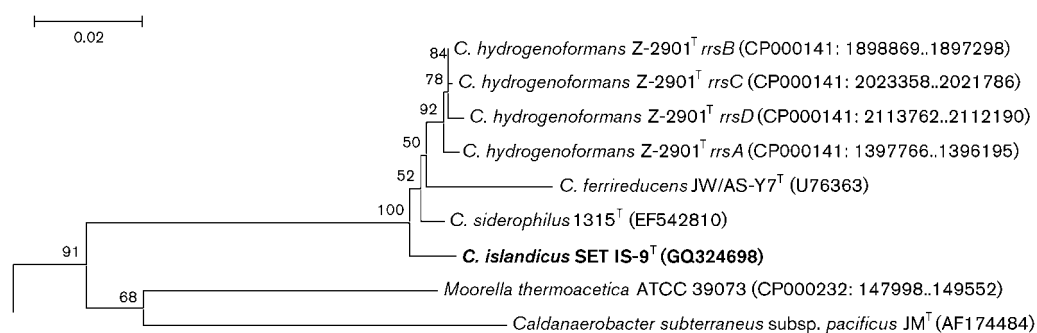 0.02
84
C. hydrogenoformans Z-2901T rrsB (CP000141: 1898869..1897298)
78
C. hydrogenoformans Z-2901T rrsC (CP000141: 2023358..2021786)
92
C. hydrogenoformans Z-2901T rrsD (CP000141: 2113762..2112190)
50
C. hydrogenoformans Z-2901T rrsA (CP000141: 1397766..1396195)
52
C. ferrireducens JW/AS-Y7T (U76363)
100
C. siderophilus 1315T (EF542810)
91
C. islandicus SET IS-9T (GQ324698)
68
Moorella thermoacetica ATCC 39073 (CP000232: 147998..149552)
Caldanaerobacter subterraneus subsp. pacificus JMT (AF174484)